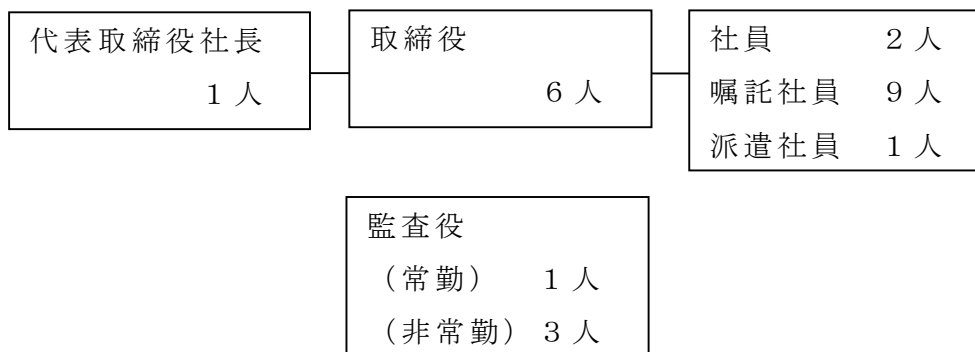 代表取締役社長
１人
取締役
６人
社員　２人
嘱託社員　９人
派遣社員　１人
監査役
（常勤）　１人
（非常勤）３人